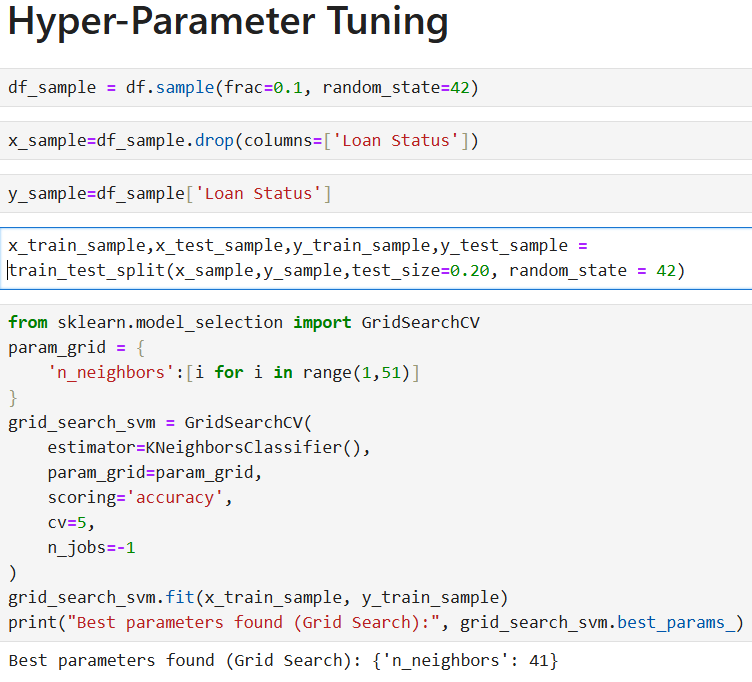 Hyper-Parameter Tuning
df_sample = df.sample(frac=0.1, random_state=42)
x_sample=df_sample.drop(columns=['Loan Status'])
y_sample=df_sample['Loan Status']
x_train_sample,x_test_sample,y_train_sample,y_test_sample =
train_test_split(x_sample,y_sample,test_size=0.20, random_state = 42)
from sklearn.model_selection import GridSearchCV
param_grid = {
    'n_neighbors':[i for i in range(1,51)]
}
grid_search_svm = GridSearchCV(
    estimator=KNeighborsClassifier(),
    param_grid=param_grid,
    scoring='accuracy',
    cv=5,
    n_jobs=-1
)
grid_search_svm.fit(x_train_sample, y_train_sample)
print("Best parameters found (Grid Search):", grid_search_svm.best_params_)
Best parameters found (Grid Search): {'n_neighbors': 41}